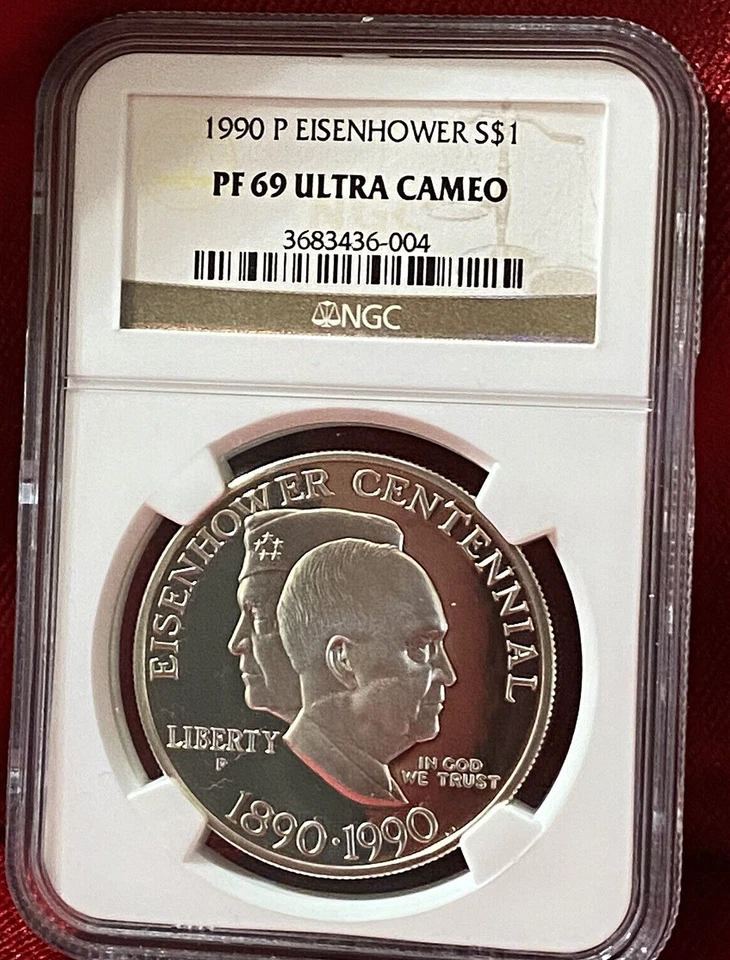 1990 P EISENHOWER S$1
PF 69 ULTRA CAMEO
3683436-004
NGC
EISENHOWER CENTENNIAL
LIBERTY
P
IN GOD
WE TRUST
1890·1990